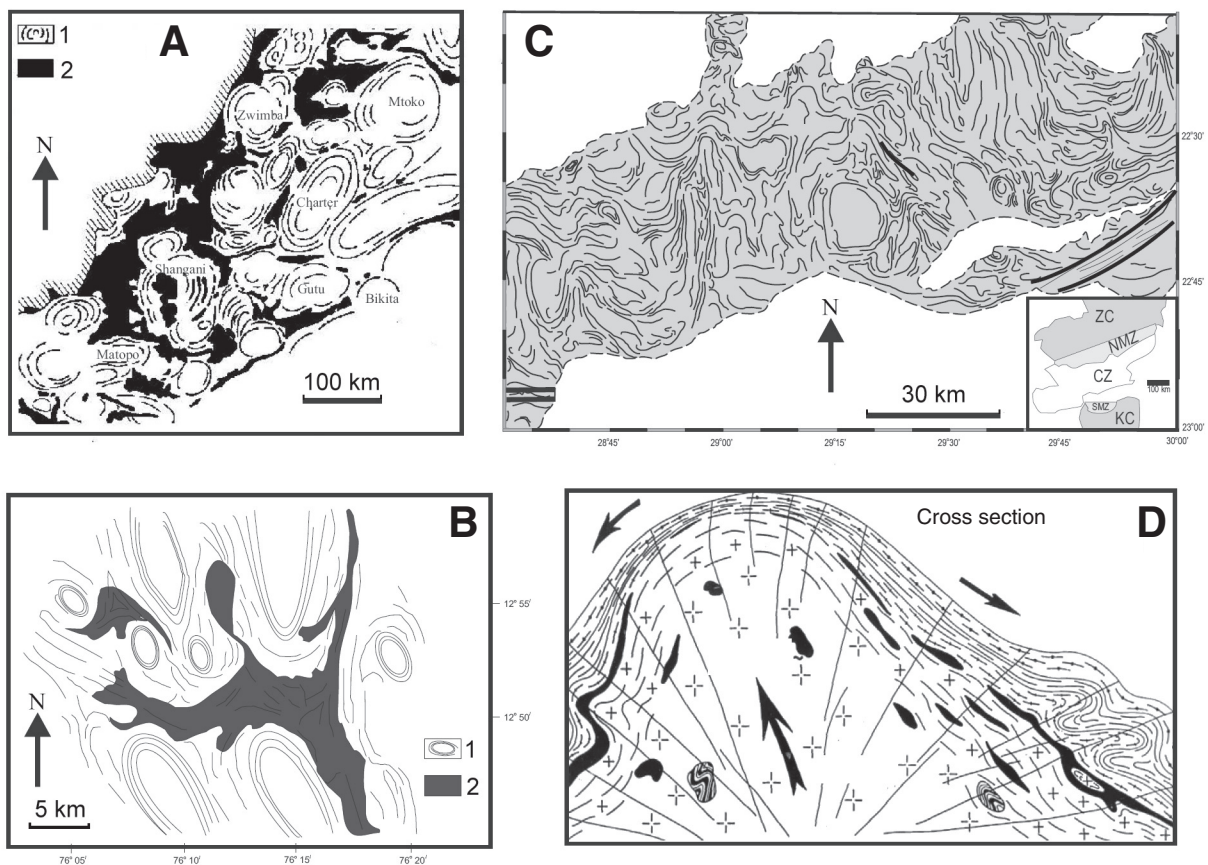 A
1
2
Zwimba
Mtoko
N
Charter
Shangani
Gutu
Bikita
Matopo
100 km
C
22°30'
22°45'
N
30 km
ZC
NMZ
CZ
100 km
SMZ
KC
23°00'
28°45'
29°00'
29°15'
29°30'
29°45'
30°00'
B
12° 55'
12° 50'
N
1
2
5 km
76° 05'
76° 10'
76° 15'
76° 20'
Cross section
D